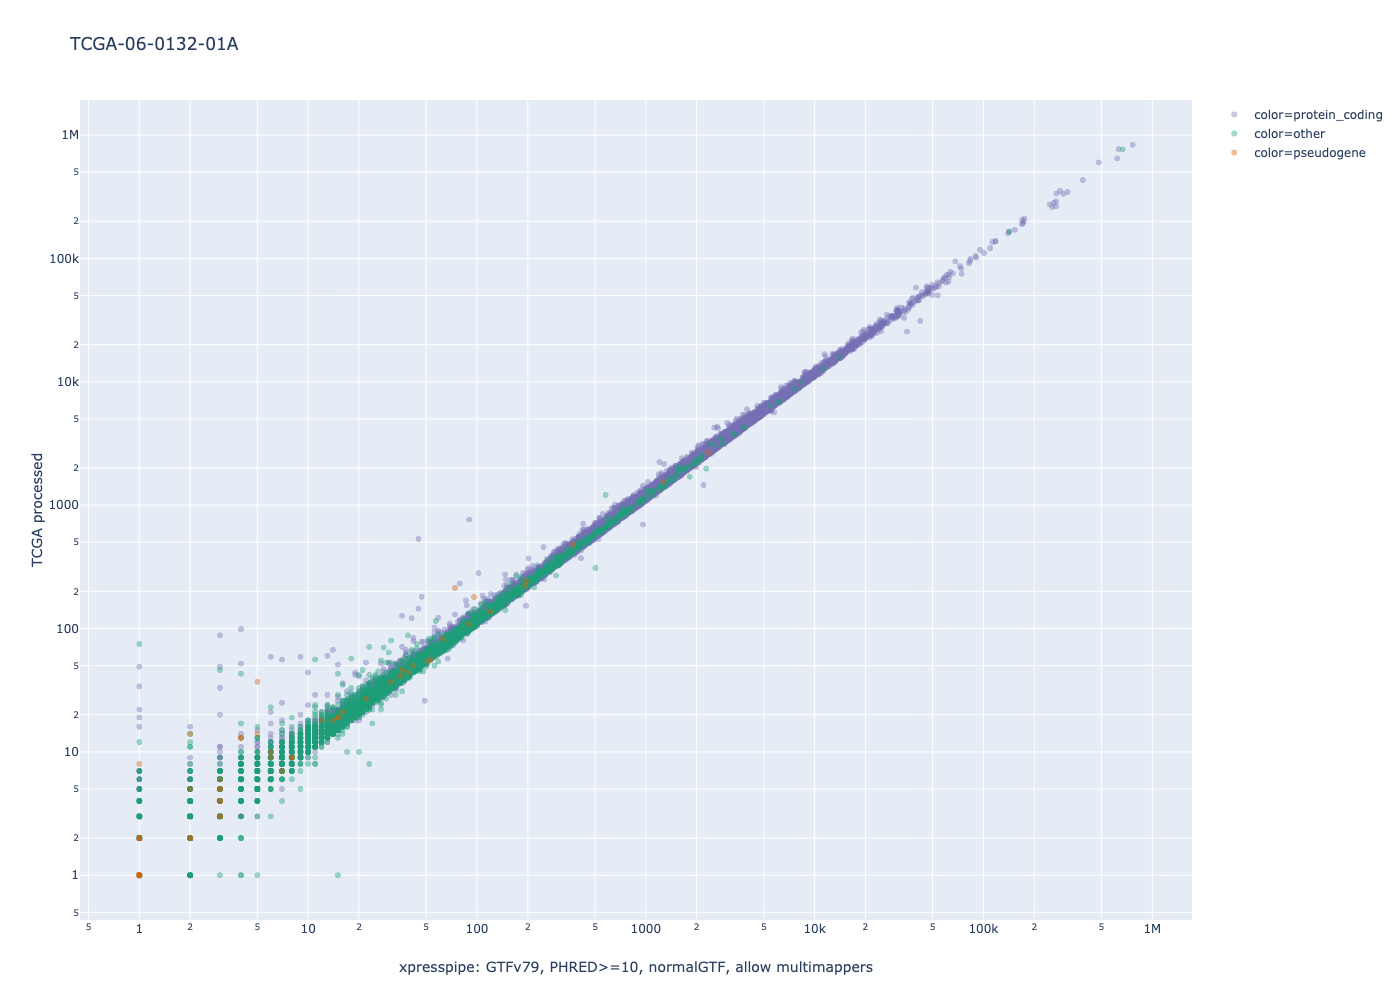 TCGA-06-0132-01A
color=protein_coding
color=other
color=pseudogene
TCGA processed
1M
5
2
100k
5
2
10k
5
2
1000
5
2
100
5
2
10
5
2
1
5
5 1 2 5 10 2 5 100 2 5 1000 2 5 10k 2 5 100k 2 5 1M
xpresspipe: GTFv79, PHRED>=10, normalGTF, allow multimappers